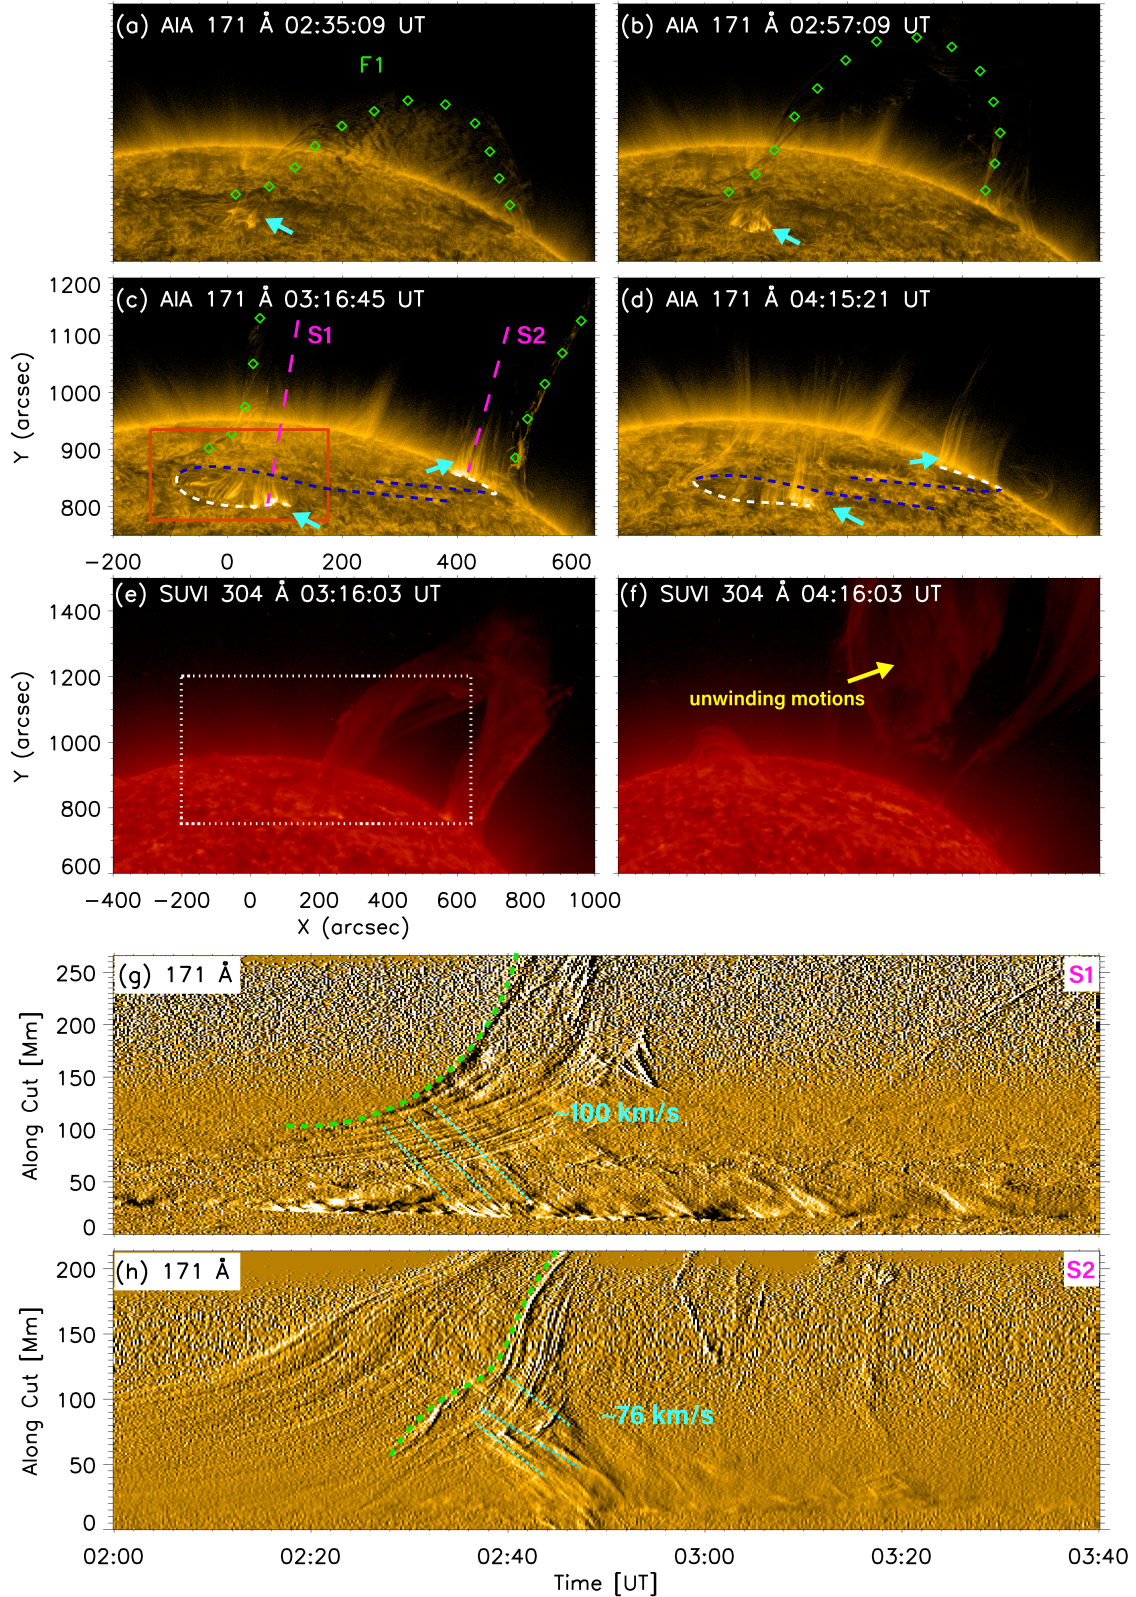 (a) AIA 171 Å 02:35:09 UT
F1
(b) AIA 171 Å 02:57:09 UT
(c) AIA 171 Å 03:16:45 UT
S1
S2
1200
1100
1000
900
800
Y (arcsec)
−200 0 200 400 600
(d) AIA 171 Å 04:15:21 UT
(e) SUVI 304 Å 03:16:03 UT
1400
1200
1000
800
600
Y (arcsec)
−400 −200 0 200 400 600 800 1000
X (arcsec)
(f) SUVI 304 Å 04:16:03 UT
unwinding motions
(g) 171 Å
S1
250
200
150
100
50
0
Along Cut [Mm]
~100 km/s
(h) 171 Å
S2
200
150
100
50
0
Along Cut [Mm]
~76 km/s
02:00 02:20 02:40 03:00 03:20 03:40
Time [UT]